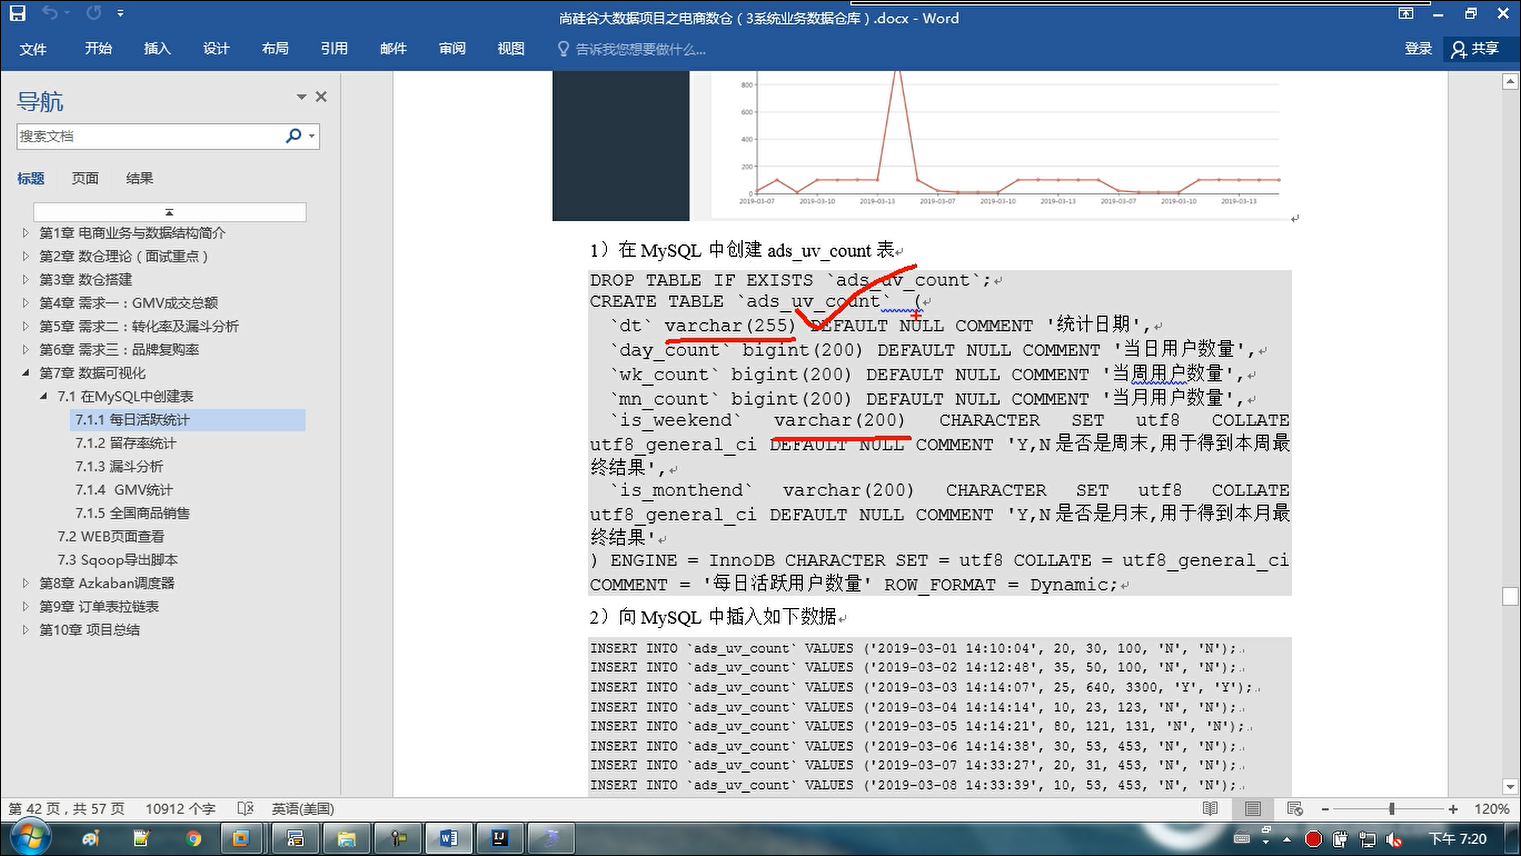 尚硅谷大数据项目之电商数仓（3系统业务数据仓库）.docx - Word
文件 开始 插入 设计 布局 引用 邮件 审阅 视图 告诉我您想要做什么... 登录 共享
导航
搜索文档
标题 页面 结果
第1章 电商业务与数据结构简介
第2章 数仓理论（面试重点）
第3章 数仓搭建
第4章 需求一：GMV成交总额
第5章 需求二：转化率及漏斗分析
第6章 需求三：品牌复购率
第7章 数据可视化
7.1 在MySQL中创建表
7.1.1 每日活跃统计
7.1.2 留存率统计
7.1.3 漏斗分析
7.1.4 GMV统计
7.1.5 全国商品销售
7.2 WEB页面查看
7.3 Sqoop导出脚本
第8章 Azkaban调度器
第9章 订单表拉链表
第10章 项目总结
800
600
400
200
0
2019-03-07 2019-03-10 2019-03-13 2019-03-07 2019-03-10 2019-03-13 2019-03-07 2019-03-10 2019-03-13
1）在 MySQL 中创建 ads_uv_count 表
DROP TABLE IF EXISTS `ads_uv_count`;
CREATE TABLE `ads_uv_count` (
`dt` varchar(255) DEFAULT NULL COMMENT '统计日期',
`day_count` bigint(200) DEFAULT NULL COMMENT '当日用户数量',
`wk_count` bigint(200) DEFAULT NULL COMMENT '当周用户数量',
`mn_count` bigint(200) DEFAULT NULL COMMENT '当月用户数量',
`is_weekend` varchar(200) CHARACTER SET utf8 COLLATE
utf8_general_ci DEFAULT NULL COMMENT 'Y,N 是否是周末,用于得到本周最
终结果',
`is_monthend` varchar(200) CHARACTER SET utf8 COLLATE
utf8_general_ci DEFAULT NULL COMMENT 'Y,N 是否是月末,用于得到本月最
终结果'
) ENGINE = InnoDB CHARACTER SET = utf8 COLLATE = utf8_general_ci
COMMENT = '每日活跃用户数量' ROW_FORMAT = Dynamic;
2）向 MySQL 中插入如下数据
INSERT INTO `ads_uv_count` VALUES ('2019-03-01 14:10:04', 20, 30, 100, 'N', 'N');
INSERT INTO `ads_uv_count` VALUES ('2019-03-02 14:12:48', 35, 50, 100, 'N', 'N');
INSERT INTO `ads_uv_count` VALUES ('2019-03-03 14:14:07', 25, 640, 3300, 'Y', 'Y');
INSERT INTO `ads_uv_count` VALUES ('2019-03-04 14:14:14', 10, 23, 123, 'N', 'N');
INSERT INTO `ads_uv_count` VALUES ('2019-03-05 14:14:21', 80, 121, 131, 'N', 'N');
INSERT INTO `ads_uv_count` VALUES ('2019-03-06 14:14:38', 30, 53, 453, 'N', 'N');
INSERT INTO `ads_uv_count` VALUES ('2019-03-07 14:33:27', 20, 31, 453, 'N', 'N');
INSERT INTO `ads_uv_count` VALUES ('2019-03-08 14:33:39', 10, 53, 453, 'N', 'N');
第 42 页，共 57 页 10912 个字 英语(美国) 120%
下午 7:20